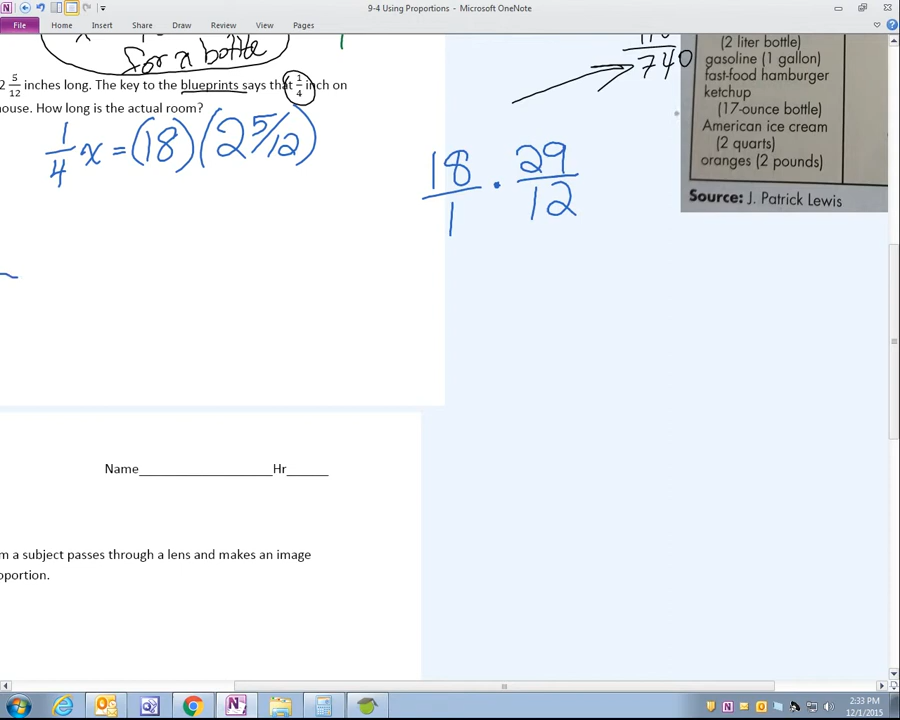 9-4 Using Proportions - Microsoft OneNote
File Home Insert Share Draw Review View History Pages
for a bottle
740
2 5/12 inches long. The key to the blueprints says that 1/4 inch on
house. How long is the actual room?
1/4 x = (18)(2 5/12)
18/1 · 29/12
(2 liter bottle)
gasoline (1 gallon)
fast-food hamburger
ketchup
(17-ounce bottle)
American ice cream
(2 quarts)
oranges (2 pounds)
Source: J. Patrick Lewis
Name____________________Hr______
m a subject passes through a lens and makes an image
oportion.
2:33 PM
12/1/2015